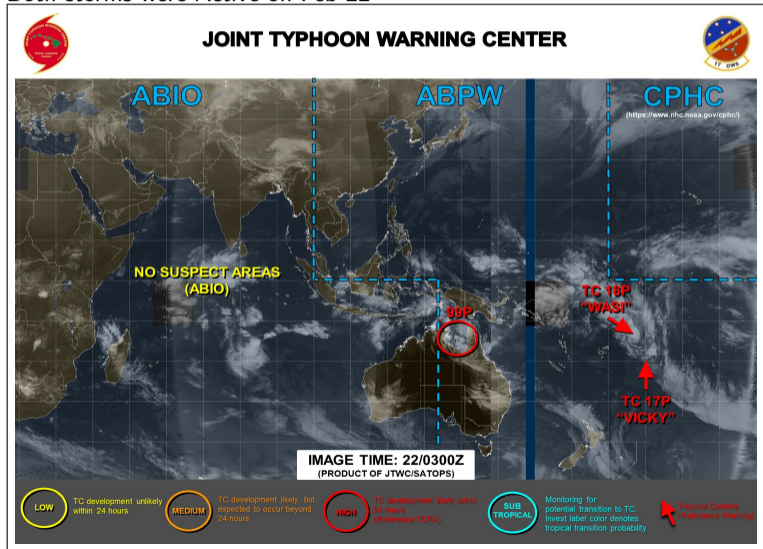 Both storms were Active on Feb 22
JOINT TYPHOON WARNING CENTER
17 OWS
ABIO
ABPW
CPHC
(https://www.nhc.noaa.gov/cphc/)
NO SUSPECT AREAS
(ABIO)
99P
TC 18P
"WASI"
TC 17P
"VICKY"
IMAGE TIME: 22/0300Z
(PRODUCT OF JTWC/SATOPS)
LOW
TC development unlikely
within 24 hours
MEDIUM
TC development likely, but
expected to occur beyond
24 hours
HIGH
TC development likely within
24 hours
(Reference TCFA)
SUB
TROPICAL
Monitoring for
potential transition to TC.
Invest label color denotes
tropical transition probability
Tropical Cyclone
(Reference Warning)